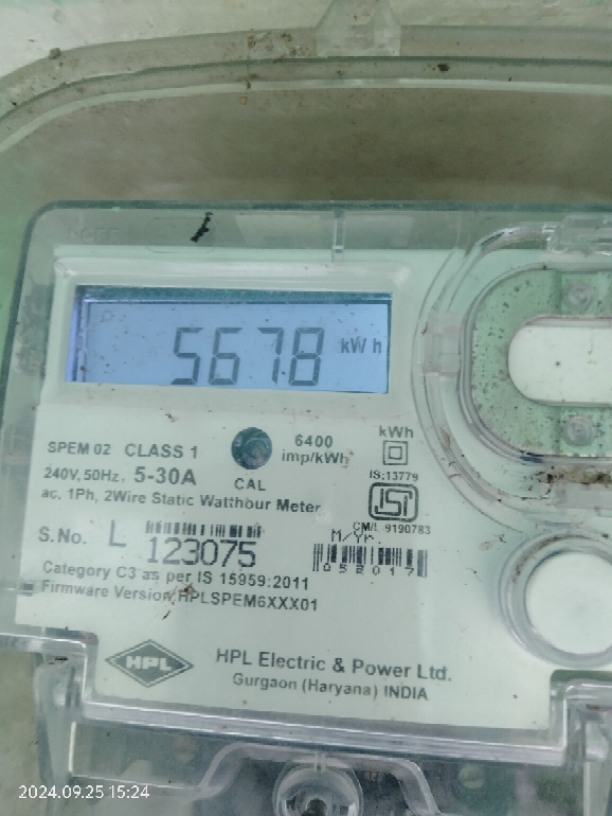 5678 kWh
SPEM 02 CLASS 1
6400
imp/kWh
kWh
240V, 50Hz, 5-30A
CAL
IS:13779
ac, 1Ph, 2Wire Static Watthour Meter
ISI
CM/L 9190783
S.No. L 123075
M/Yr.
052017
Category C3 as per IS 15959:2011
Firmware Version HPLSPEM6XXX01
HPL
HPL Electric & Power Ltd.
Gurgaon (Haryana) INDIA
2024.09.25 15:24